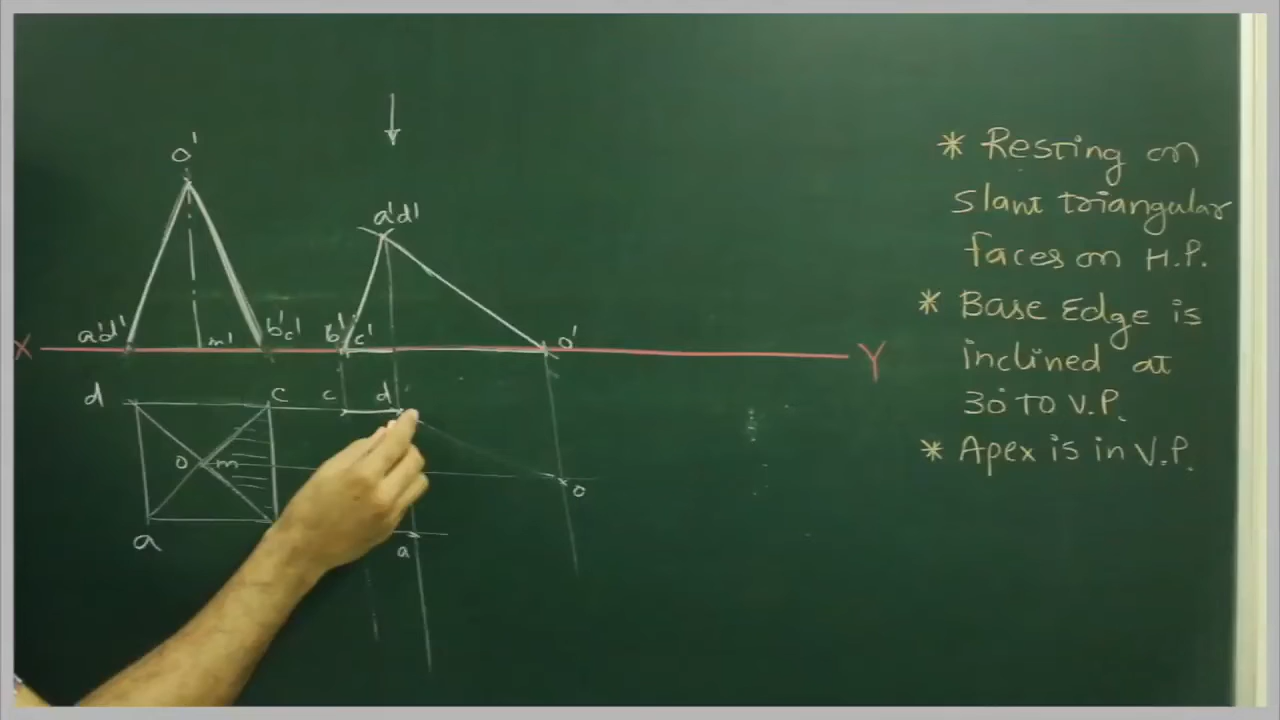 o'
a'd'
a'd'
b'c'
m'
b'
c'
o'
X
Y
d
c
c
d
o
m
o
a
a
* Resting on
slant triangular
faces on H.P.
* Base Edge is
inclined at
30° TO V.P.
* Apex is in V.P.